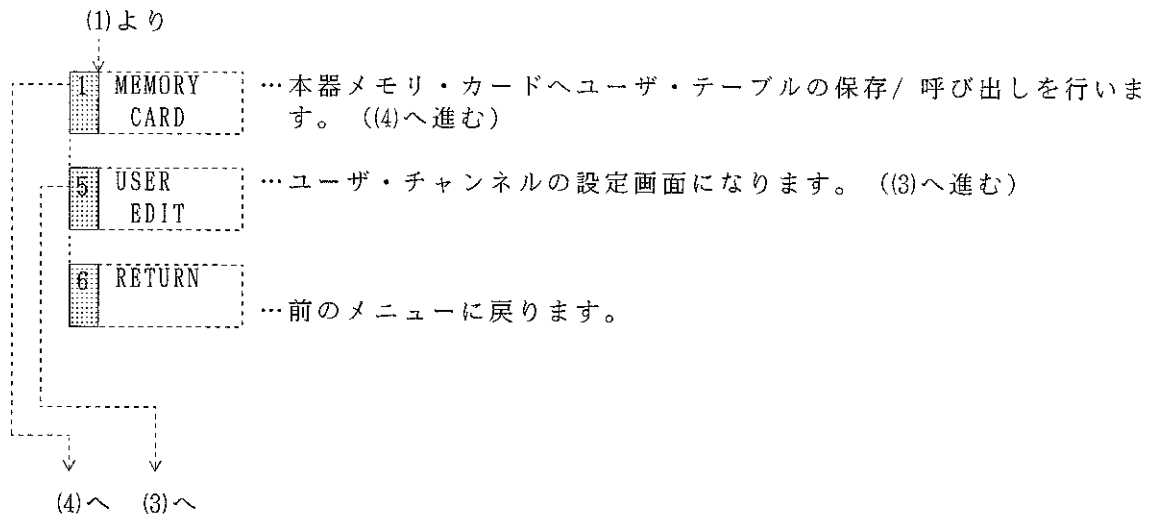 (1)より
1 MEMORY …本器メモリ・カードへユーザ・テーブルの保存/ 呼び出しを行いま
CARD す。 ((4)へ進む)
5 USER …ユーザ・チャンネルの設定画面になります。 ((3)へ進む)
EDIT
6 RETURN
…前のメニューに戻ります。
(4)へ (3)へ